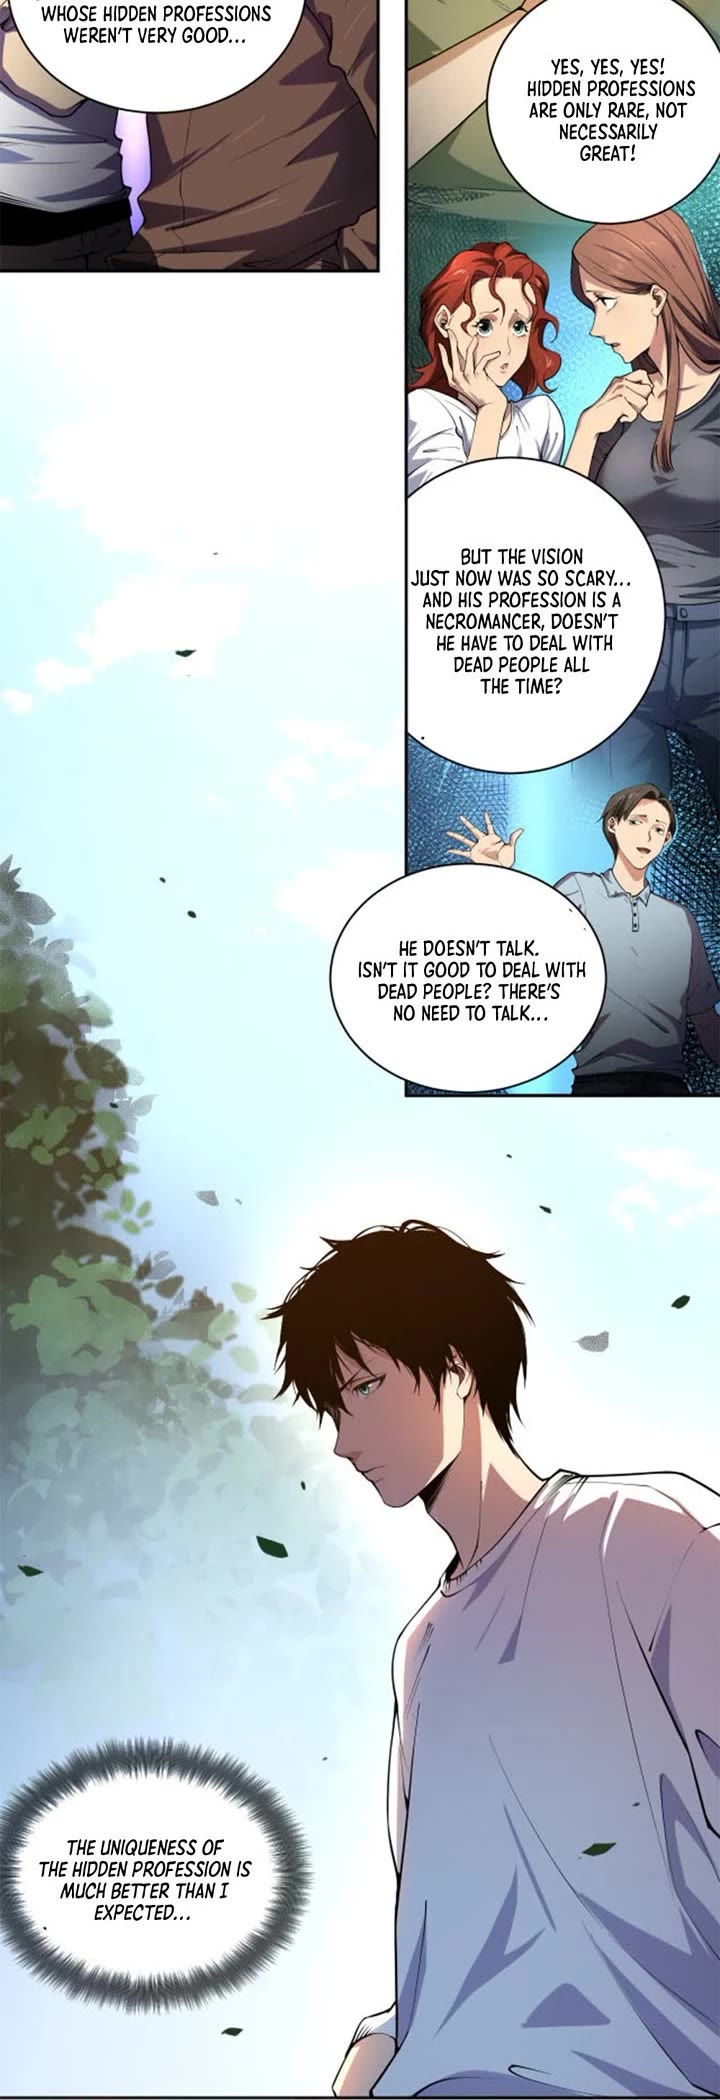 WHOSE HIDDEN PROFESSIONS
WEREN'T VERY GOOD...
YES, YES, YES!
HIDDEN PROFESSIONS
ARE ONLY RARE, NOT
NECESSARILY
GREAT!
BUT THE VISION
JUST NOW WAS SO SCARY...
AND HIS PROFESSION IS A
NECROMANCER, DOESN'T
HE HAVE TO DEAL WITH
DEAD PEOPLE ALL
THE TIME?
HE DOESN'T TALK.
ISN'T IT GOOD TO DEAL WITH
DEAD PEOPLE? THERE'S
NO NEED TO TALK...
THE UNIQUENESS OF
THE HIDDEN PROFESSION IS
MUCH BETTER THAN I
EXPECTED...